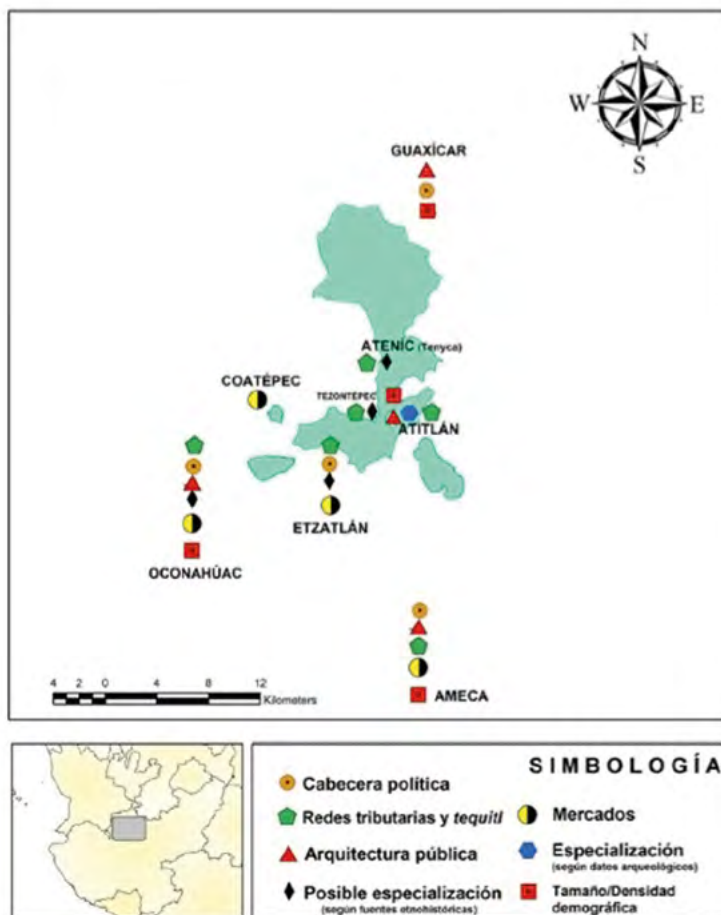 N
W E
S
GUAXÍCAR
ATENÍC (Tenyca)
COATÉPEC
TEZONTÉPEC
ATITLÁN
ETZATLÁN
OCONAHÚAC
AMECA
4 2 0 4 8 12
Kilometers
SIMBOLOGÍA
Cabecera política
Redes tributarias y tequitl
Mercados
Arquitectura pública
Especialización
(según datos arqueológicos)
Posible especialización
(según fuentes etnohistóricas)
Tamaño/Densidad
demográfica